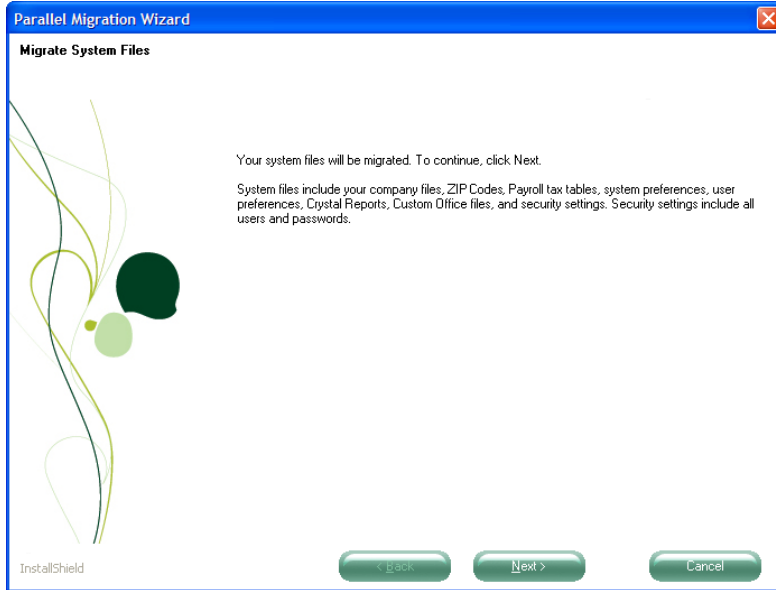 Parallel Migration Wizard
Migrate System Files
Your system files will be migrated. To continue, click Next.
System files include your company files, ZIP Codes, Payroll tax tables, system preferences, user
preferences, Crystal Reports, Custom Office files, and security settings. Security settings include all
users and passwords.
InstallShield
< Back
Next >
Cancel